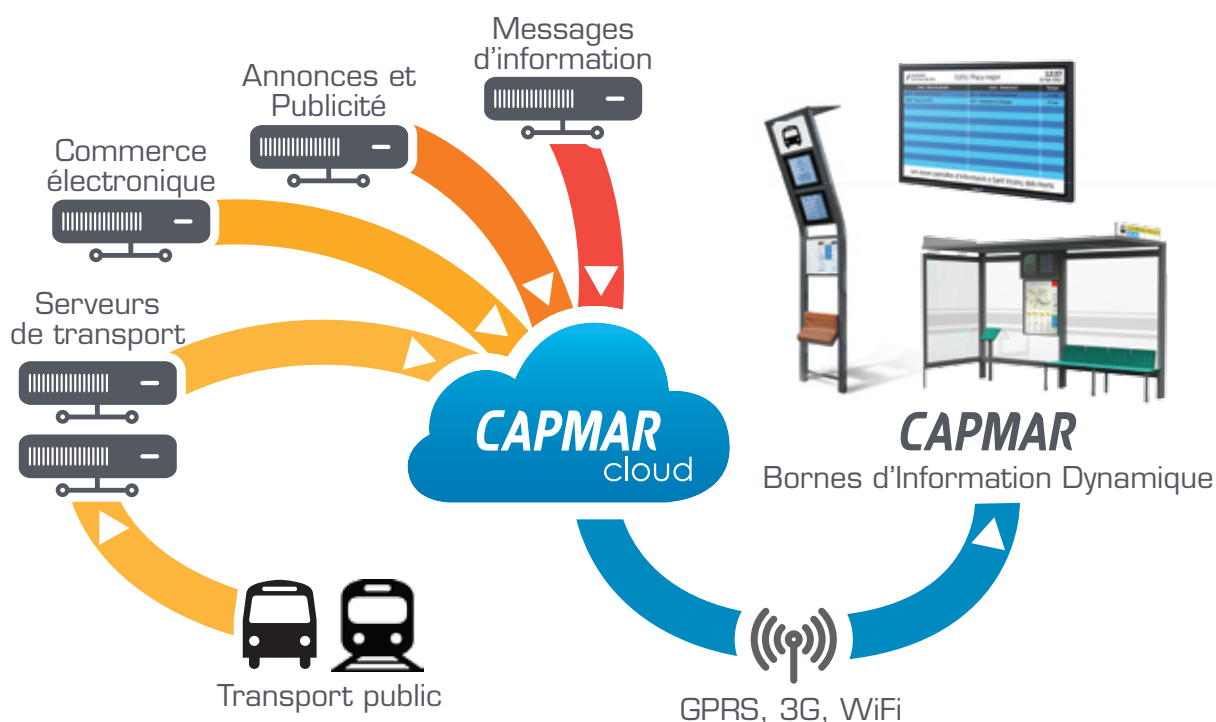 Messages
d'information
Annonces et
Publicité
Commerce
électronique
Serveurs
de transport
CAPMAR
cloud
CAPMAR
Bornes d'Information Dynamique
Transport public
GPRS, 3G, WiFi